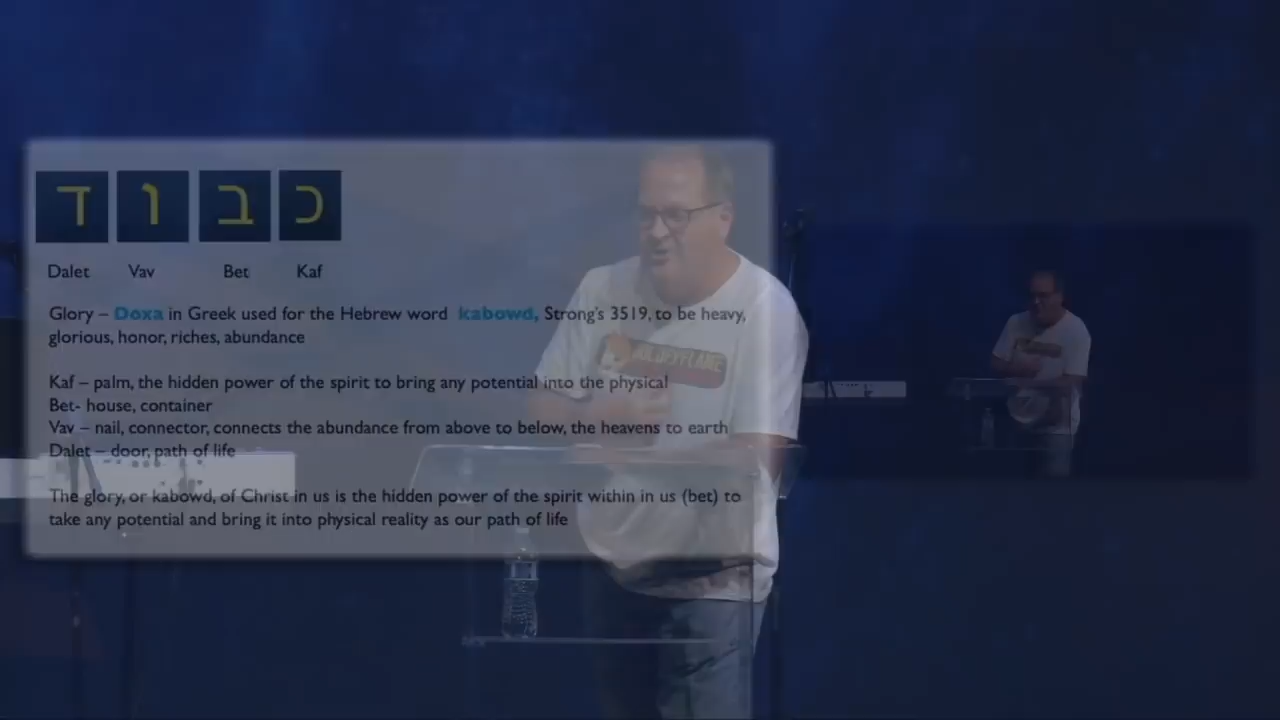 ד ו ב כ
Dalet Vav Bet Kaf
Glory – Doxa in Greek used for the Hebrew word kabowd, Strong's 3519, to be heavy,
glorious, honor, riches, abundance
Kaf – palm, the hidden power of the spirit to bring any potential into the physical
Bet- house, container
Vav – nail, connector, connects the abundance from above to below, the heavens to earth
Dalet – door, path of life
The glory, or kabowd, of Christ in us is the hidden power of the spirit within in us (bet) to
take any potential and bring it into physical reality as our path of life